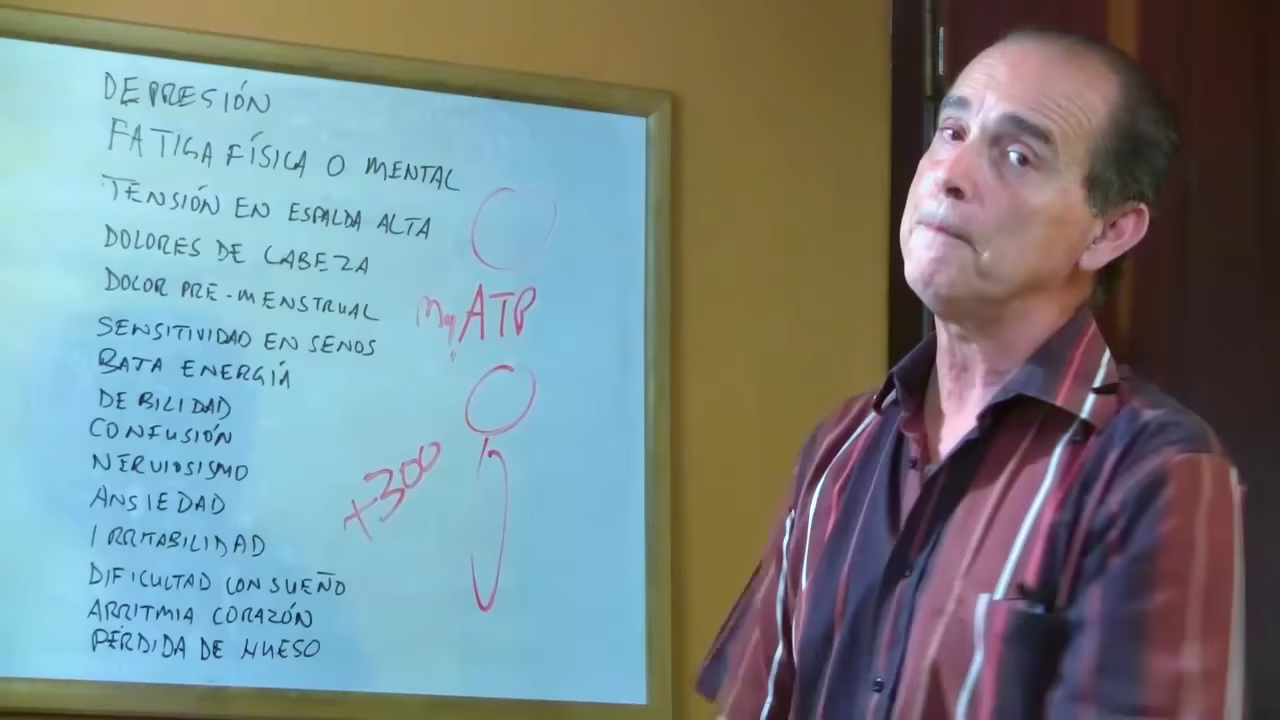 DEPRESIÓN
FATIGA FÍSICA O MENTAL
TENSIÓN EN ESPALDA ALTA
DOLORES DE CABEZA
DOLOR PRE-MENSTRUAL
SENSITIVIDAD EN SENOS
BAJA ENERGÍA
DEBILIDAD
CONFUSIÓN
NERVIOSISMO
ANSIEDAD
IRRITABILIDAD
DIFICULTAD CON SUEÑO
ARRITMIA CORAZÓN
PÉRDIDA DE HUESO
Mg ATP
+300